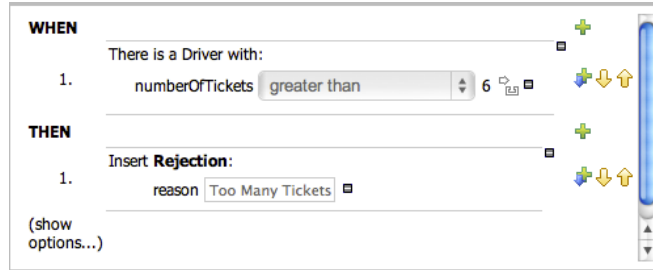 WHEN
There is a Driver with:
1.
numberOfTickets greater than 6
THEN
Insert Rejection:
1.
reason Too Many Tickets
(show
options...)